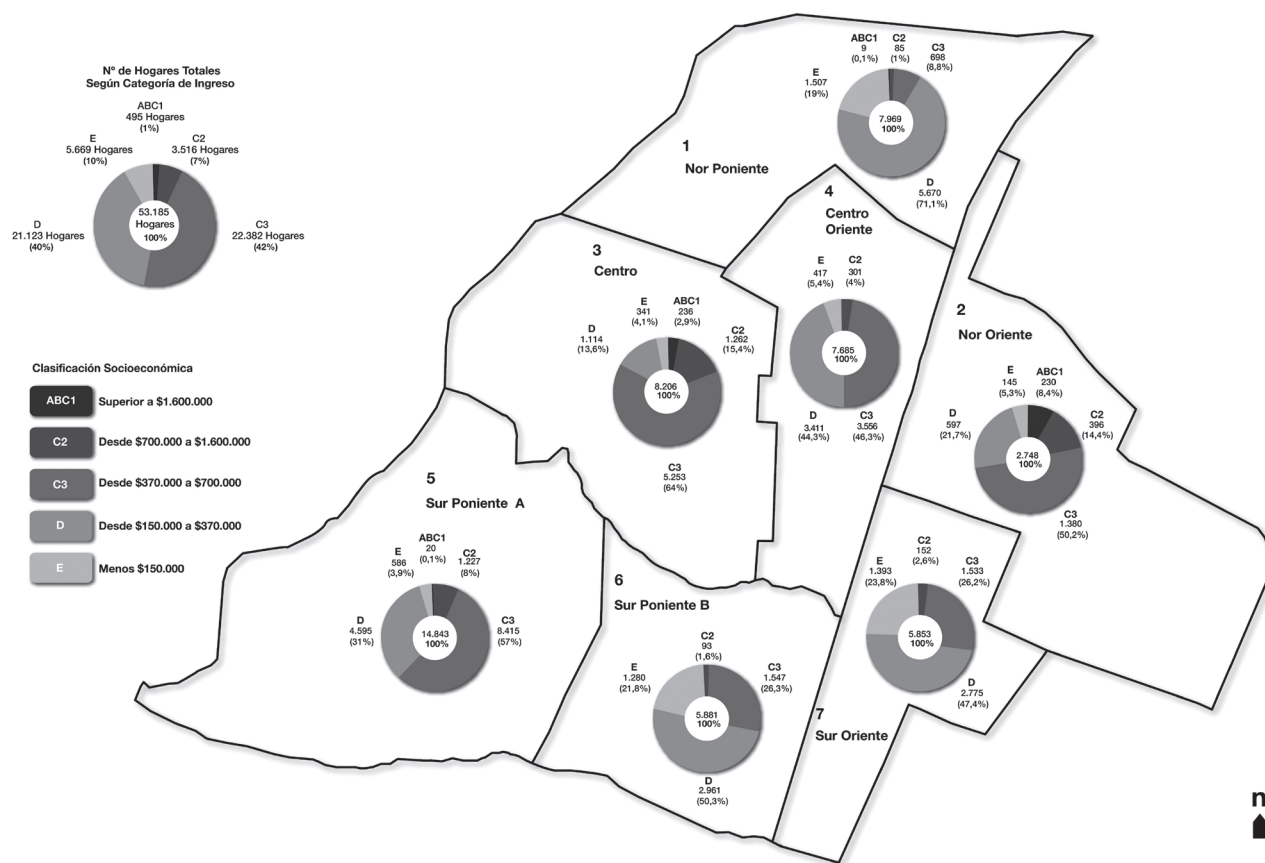 Nº de Hogares Totales
Según Categoría de Ingreso
ABC1
495 Hogares
(1%)
E
5.669 Hogares
(10%)
C2
3.516 Hogares
(7%)
53.185
Hogares
100%
D
21.123 Hogares
(40%)
C3
22.382 Hogares
(42%)
Clasificación Socioeconómica
ABC1 Superior a $1.600.000
C2 Desde $700.000 a $1.600.000
C3 Desde $370.000 a $700.000
D Desde $150.000 a $370.000
E Menos $150.000
1
Nor Poniente
ABC1
9
(0,1%)
C2
85
(1%)
C3
698
(8,8%)
E
1.507
(19%)
7.969
100%
D
5.670
(71,1%)
4
Centro
Oriente
E
417
(5,4%)
C2
301
(4%)
7.685
100%
D
3.411
(44,3%)
C3
3.556
(46,3%)
3
Centro
E
341
(4,1%)
ABC1
236
(2,9%)
D
1.114
(13,6%)
C2
1.262
(15,4%)
8.206
100%
C3
5.253
(64%)
2
Nor Oriente
E
145
(5,3%)
ABC1
230
(8,4%)
D
597
(21,7%)
C2
396
(14,4%)
2.748
100%
C3
1.380
(50,2%)
5
Sur Poniente A
ABC1
20
(0,1%)
E
586
(3,9%)
C2
1.227
(8%)
D
4.595
(31%)
14.843
100%
C3
8.415
(57%)
6
Sur Poniente B
C2
93
(1,6%)
E
1.280
(21,8%)
C3
1.547
(26,3%)
5.881
100%
D
2.961
(50,3%)
C2
152
(2,6%)
E
1.393
(23,8%)
C3
1.533
(26,2%)
5.853
100%
D
2.775
(47,4%)
7
Sur Oriente
n